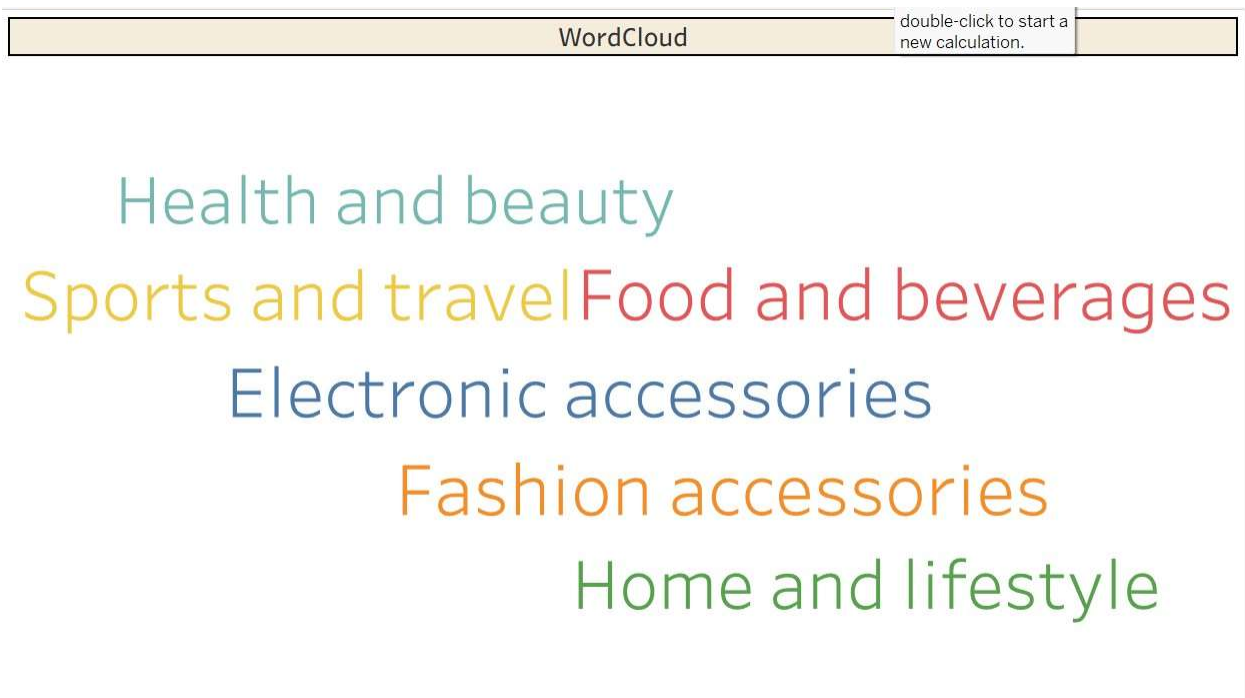 WordCloud
double-click to start a
new calculation.
Health and beauty
Sports and travel
Food and beverages
Electronic accessories
Fashion accessories
Home and lifestyle